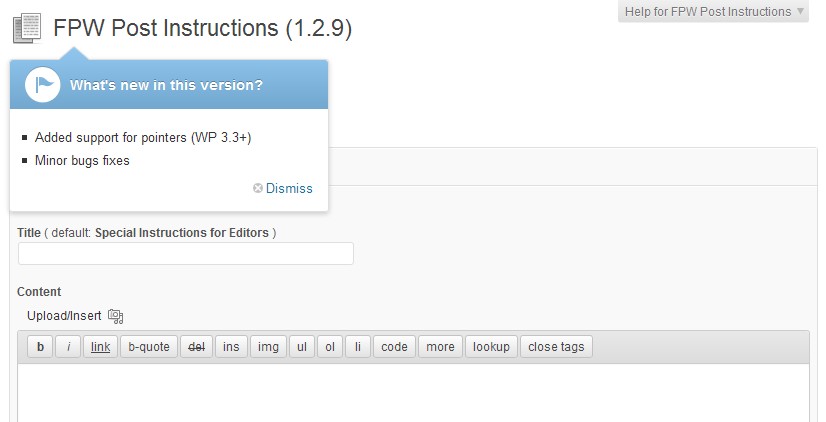 Help for FPW Post Instructions
FPW Post Instructions (1.2.9)
What's new in this version?
Added support for pointers (WP 3.3+)
Minor bugs fixes
Dismiss
Title ( default: Special Instructions for Editors )
Content
Upload/Insert
b i link b-quote del ins img ul ol li code more lookup close tags